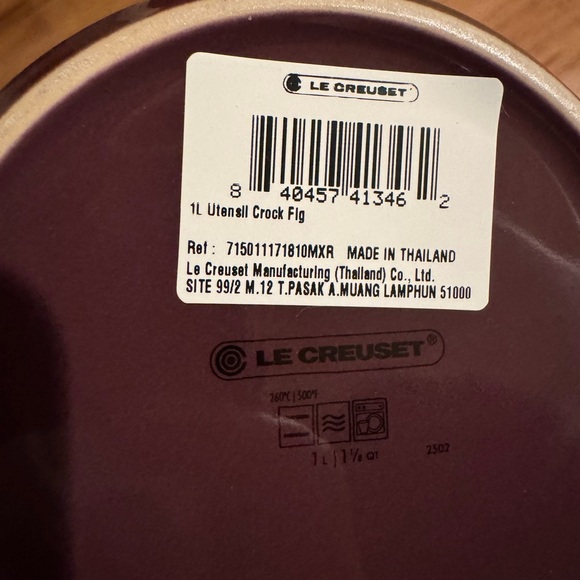 LE CREUSET
8 40457 41346 2
1L Utensil Crock Fig
Ref : 715011171810MXR MADE IN THAILAND
Le Creuset Manufacturing (Thailand) Co., Ltd.
SITE 99/2 M.12 T.PASAK A.MUANG LAMPHUN 51000
LE CREUSET®
260°C | 500°F
1 L | 1 1/8 QT
2502